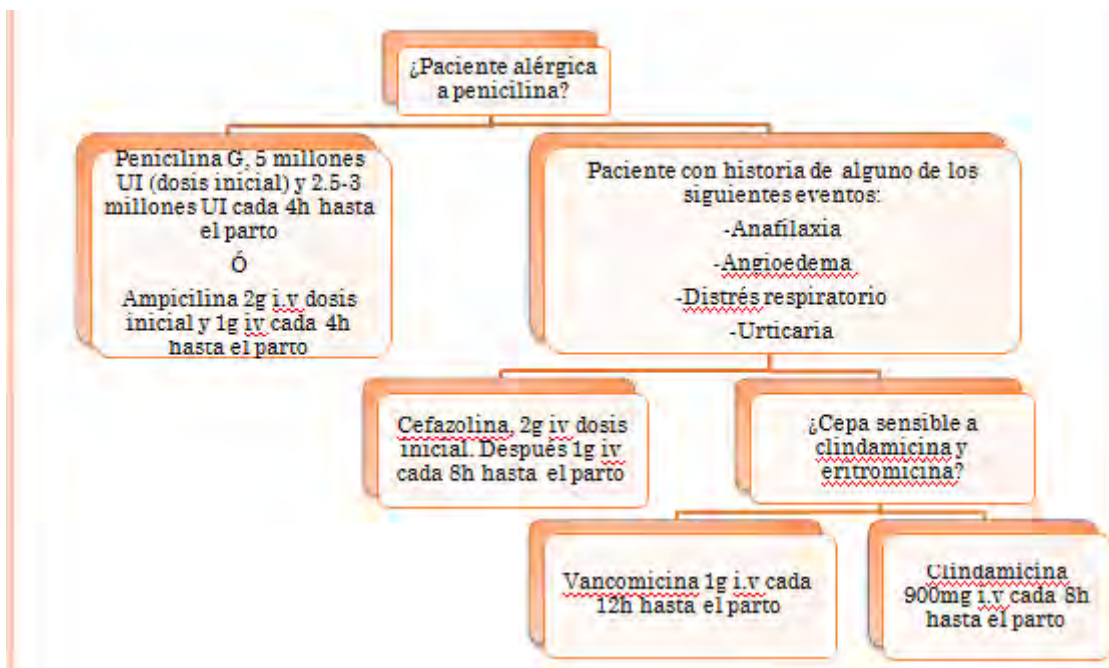 ¿Paciente alérgica
a penicilina?
Penicilina G, 5 millones
UI (dosis inicial) y 2.5-3
millones UI cada 4h hasta
el parto
Ó
Ampicilina 2g i.v dosis
inicial y 1g iv cada 4h
hasta el parto
Paciente con historia de alguno de los
siguientes eventos:
-Anafilaxia
-Angioedema
-Distrés respiratorio
-Urticaria
Cefazolina, 2g iv dosis
inicial. Después 1g iv
cada 8h hasta el parto
¿Cepa sensible a
clindamicina y
eritromicina?
Vancomicina 1g i.v cada
12h hasta el parto
Clindamicina
900mg i.v cada 8h
hasta el parto